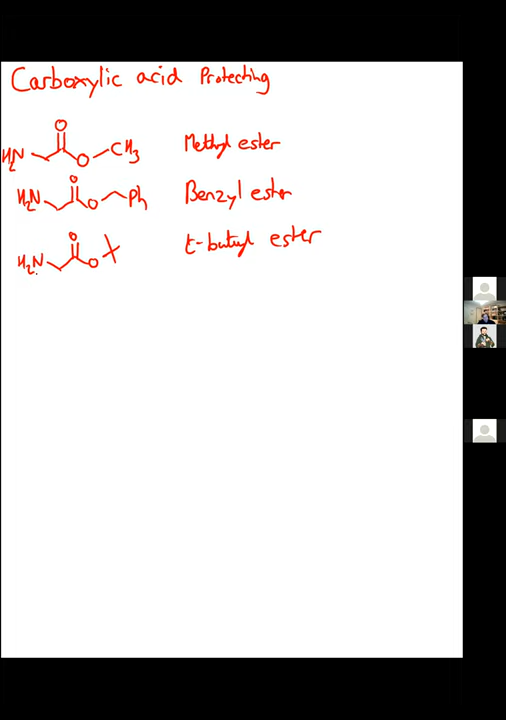 Carboxylic acid Protecting
O
H2N O CH3 Methyl ester
O
H2N O Ph Benzyl ester
O
H2N O t-butyl ester